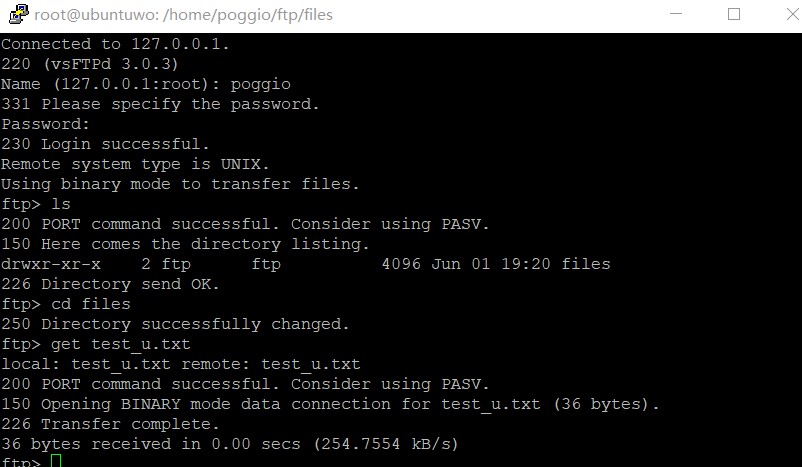 root@ubuntuwo: /home/poggio/ftp/files
Connected to 127.0.0.1.
220 (vsFTPd 3.0.3)
Name (127.0.0.1:root): poggio
331 Please specify the password.
Password:
230 Login successful.
Remote system type is UNIX.
Using binary mode to transfer files.
ftp> ls
200 PORT command successful. Consider using PASV.
150 Here comes the directory listing.
drwxr-xr-x    2 ftp      ftp          4096 Jun 01 19:20 files
226 Directory send OK.
ftp> cd files
250 Directory successfully changed.
ftp> get test_u.txt
local: test_u.txt remote: test_u.txt
200 PORT command successful. Consider using PASV.
150 Opening BINARY mode data connection for test_u.txt (36 bytes).
226 Transfer complete.
36 bytes received in 0.00 secs (254.7554 kB/s)
ftp>